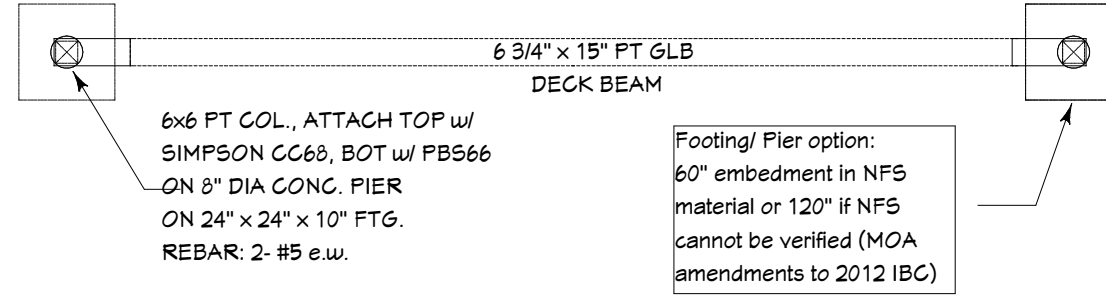 6 3/4" x 15" PT GLB
DECK BEAM
6x6 PT COL., ATTACH TOP w/
SIMPSON CC68, BOT w/ PBS66
ON 8" DIA CONC. PIER
ON 24" x 24" x 10" FTG.
REBAR: 2- #5 e.w.
Footing/ Pier option:
60" embedment in NFS
material or 120" if NFS
cannot be verified (MOA
amendments to 2012 IBC)